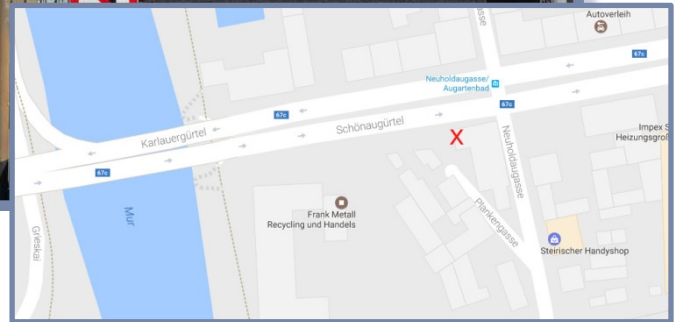 Autoverleih
67c
Neuholdaugasse/
Augartenbad
67c
67c
Impex S
Heizungsgroß
Schönaugürtel
Karlauergürtel
X
Neuholdaugasse
67c
Frank Metall
Recycling und Handels
Plankengasse
Mur
Grieskai
Steirischer Handyshop